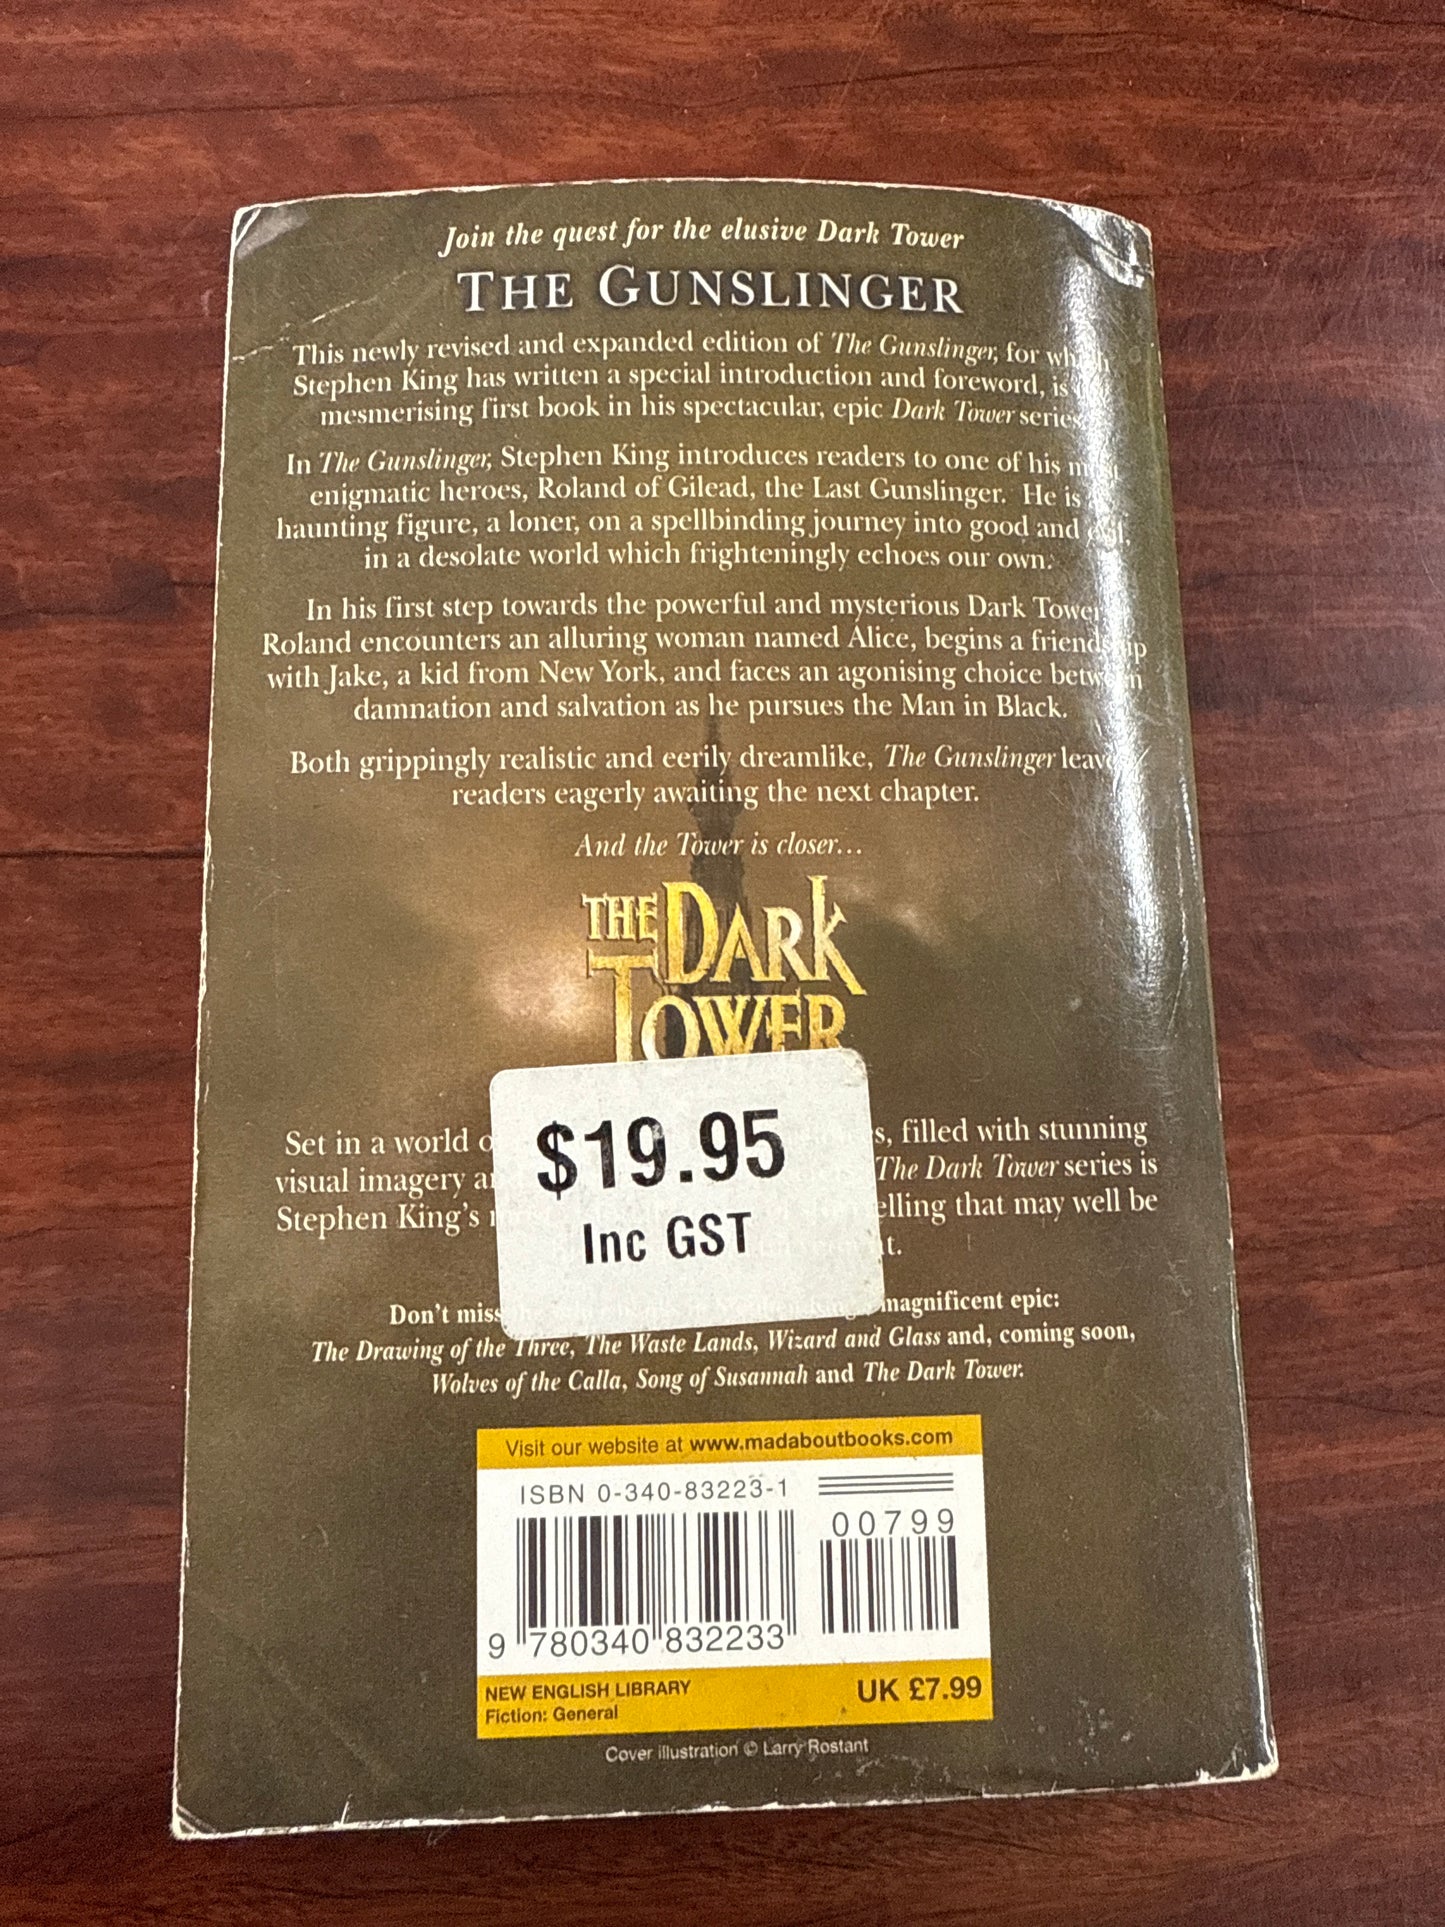 Join the quest for the elusive Dark Tower
THE GUNSLINGER
This newly revised and expanded edition of The Gunslinger, for which
Stephen King has written a special introduction and foreword, is
mesmerising first book in his spectacular, epic Dark Tower series
In The Gunslinger, Stephen King introduces readers to one of his most
enigmatic heroes, Roland of Gilead, the Last Gunslinger. He is
haunting figure, a loner, on a spellbinding journey into good and evil,
in a desolate world which frighteningly echoes our own.
In his first step towards the powerful and mysterious Dark Tower
Roland encounters an alluring woman named Alice, begins a friendship
with Jake, a kid from New York, and faces an agonising choice between
damnation and salvation as he pursues the Man in Black.
Both grippingly realistic and eerily dreamlike, The Gunslinger leaves
readers eagerly awaiting the next chapter.
And the Tower is closer...
THE DARK
TOWER
$19.95
Inc GST
Set in a world filled with stunning
visual imagery The Dark Tower series is
Stephen King's that may well be
Don't miss magnificent epic:
The Drawing of the Three, The Waste Lands, Wizard and Glass and, coming soon,
Wolves of the Calla, Song of Susannah and The Dark Tower.
Visit our website at www.madaboutbooks.com
ISBN 0-340-83223-1
00799
9 780340 832233
NEW ENGLISH LIBRARY
Fiction: General
UK £7.99
Cover illustration © Larry Rostant